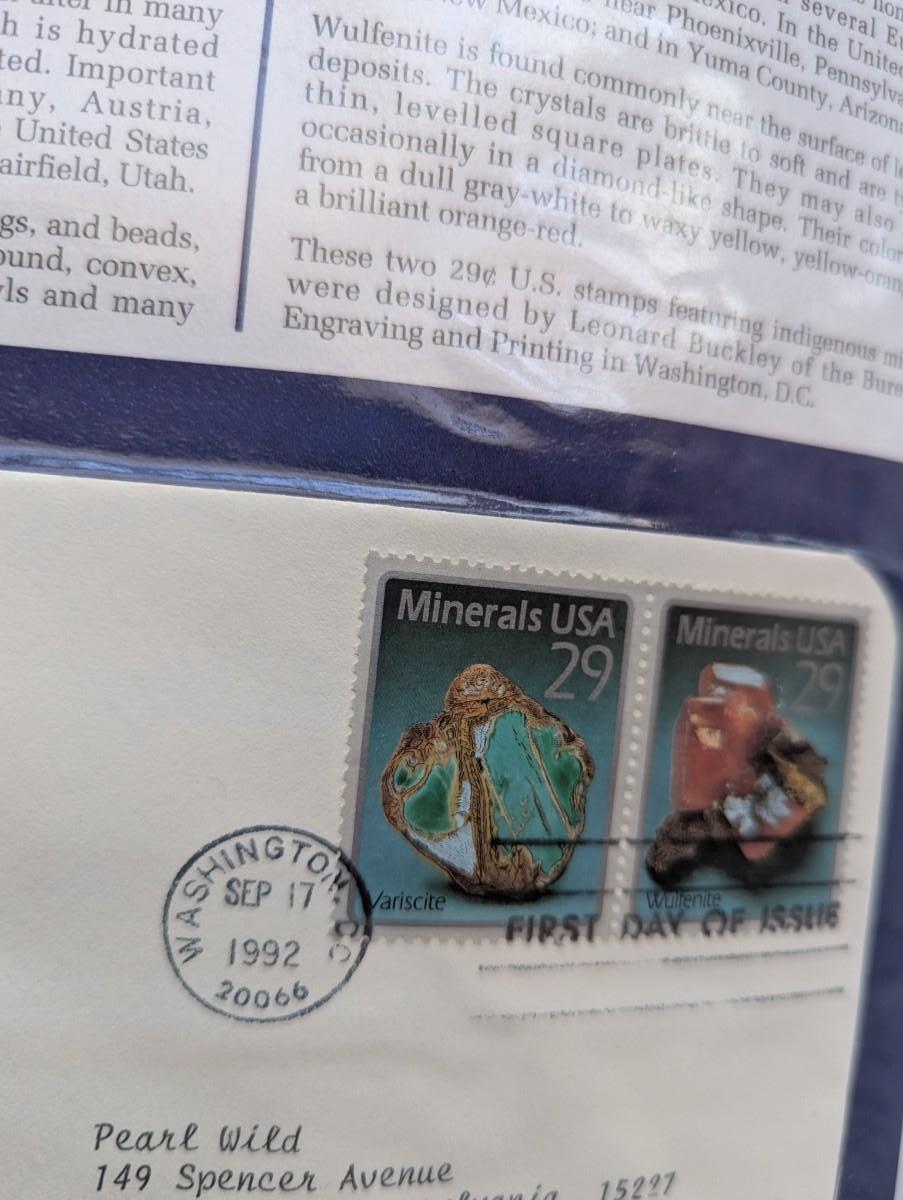 in many
h is hydrated
ted. Important
ny, Austria,
United States
airfield, Utah.
gs, and beads,
ound, convex,
ls and many
Mexico. In the United
near Phoenixville, Pennsylva
Mexico; and in Yuma County, Arizona
Wulfenite is found commonly near the surface of
deposits. The crystals are brittle to soft and are
thin, levelled square plates. They may also
occasionally in a diamond-like shape. Their color
from a dull gray-white to waxy yellow, yellow-oran
a brilliant orange-red.
These two 29¢ U.S. stamps featuring indigenous mi
were designed by Leonard Buckley of the Bure
Engraving and Printing in Washington, D.C.
Minerals USA
29
Variscite
Minerals USA
29
Wulfenite
WASHINGTON, DC
SEP 17
1992
20066
FIRST DAY OF ISSUE
Pearl Wild
149 Spencer Avenue
15227